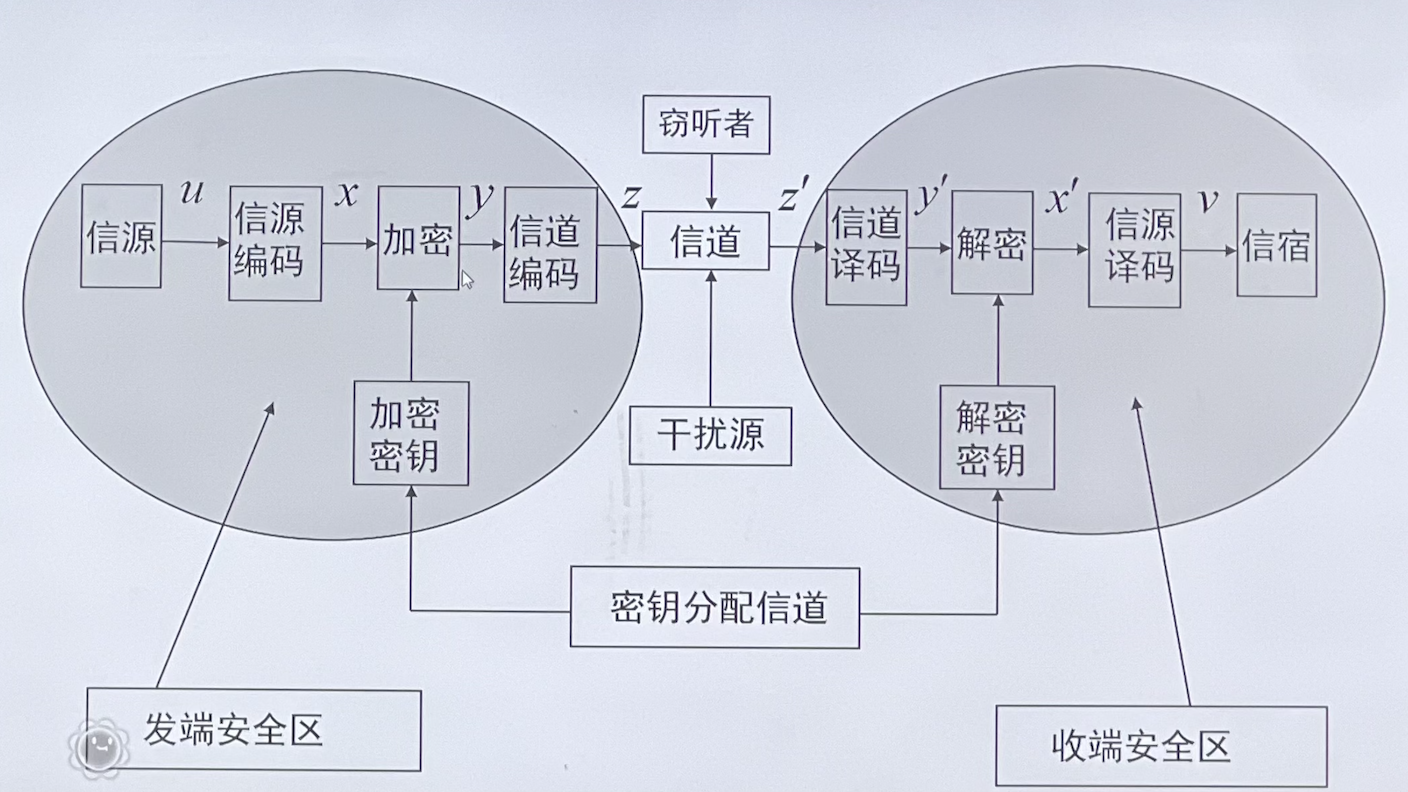 窃听者
u
x
y
z
z′
y′
x′
v
信源
信源
编码
加密
信道
编码
信道
信道
译码
解密
信源
译码
信宿
加密
密钥
干扰源
解密
密钥
密钥分配信道
发端安全区
收端安全区